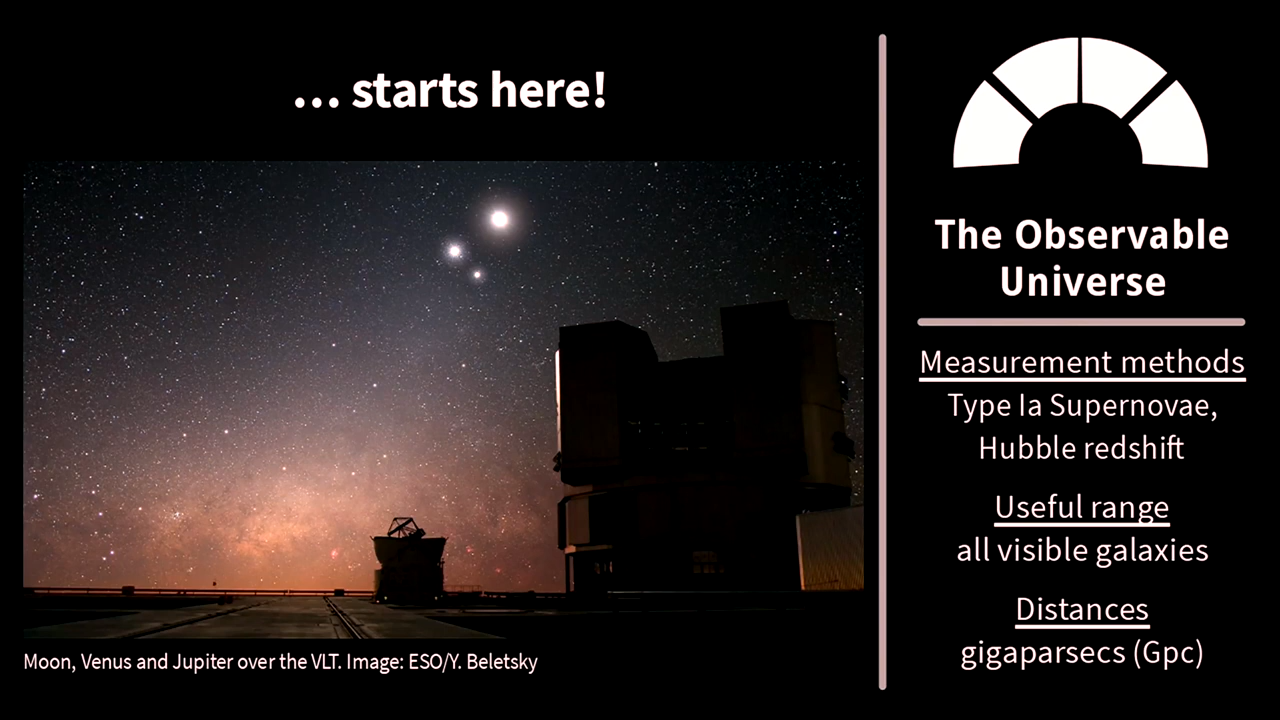 ... starts here!
Moon, Venus and Jupiter over the VLT. Image: ESO/Y. Beletsky
The Observable
Universe
Measurement methods
Type Ia Supernovae,
Hubble redshift
Useful range
all visible galaxies
Distances
gigaparsecs (Gpc)